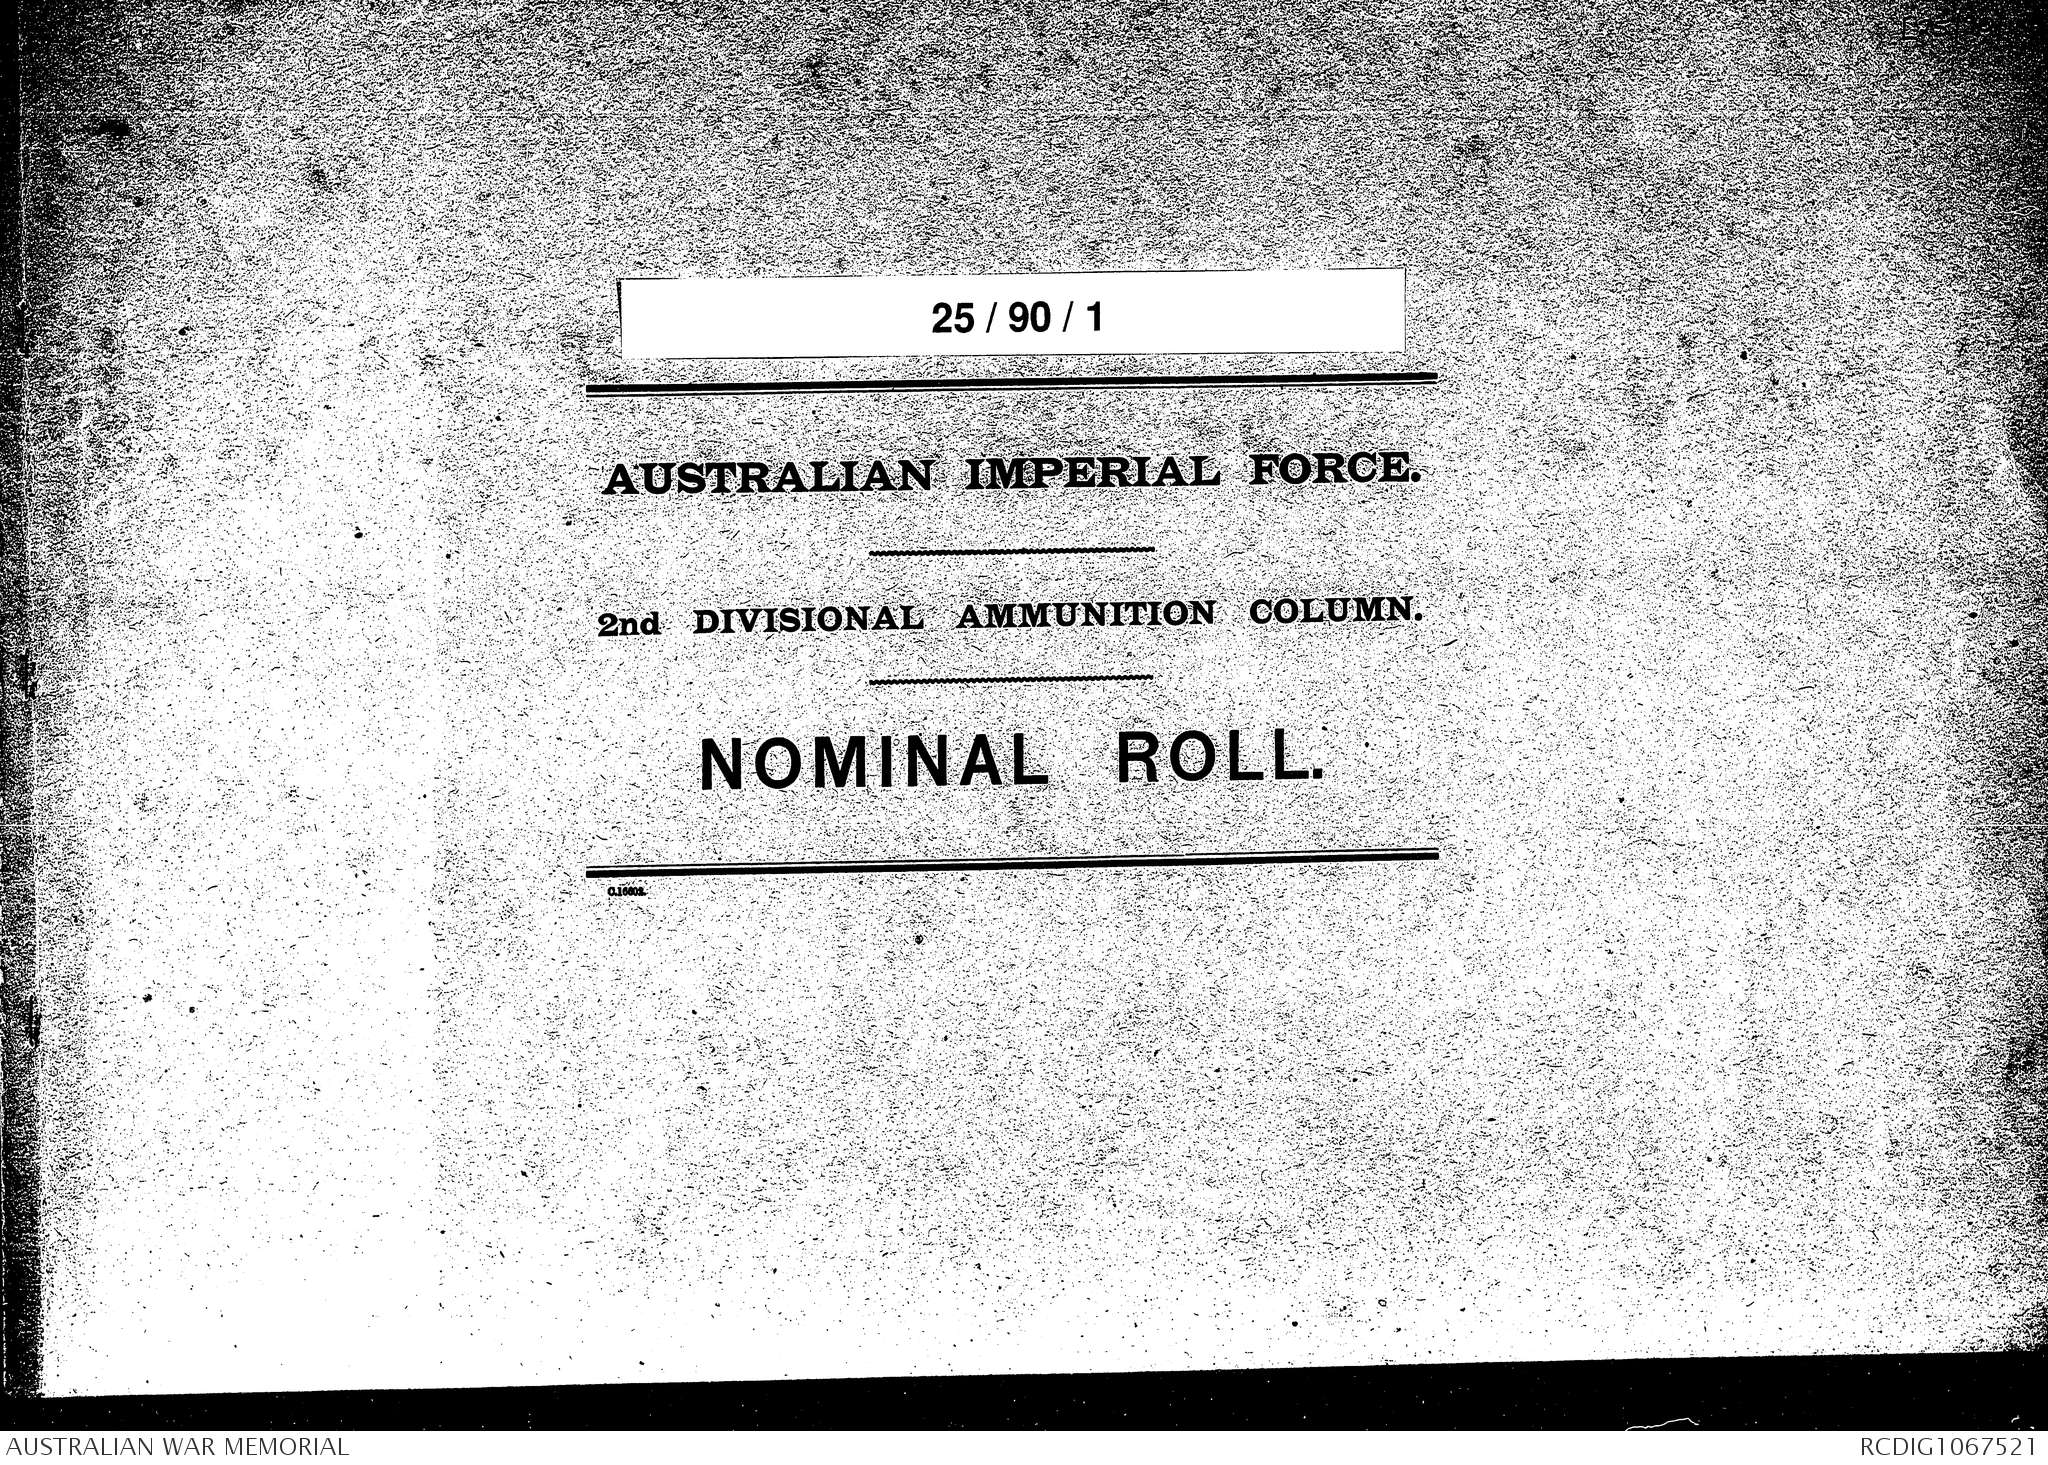 25 / 90 / 1
AUSTRALIAN IMPERIAL FORCE.
2nd DIVISIONAL AMMUNITION COLUMN.
NOMINAL ROLL.
AUSTRALIAN WAR MEMORIAL
RCDIG1067521